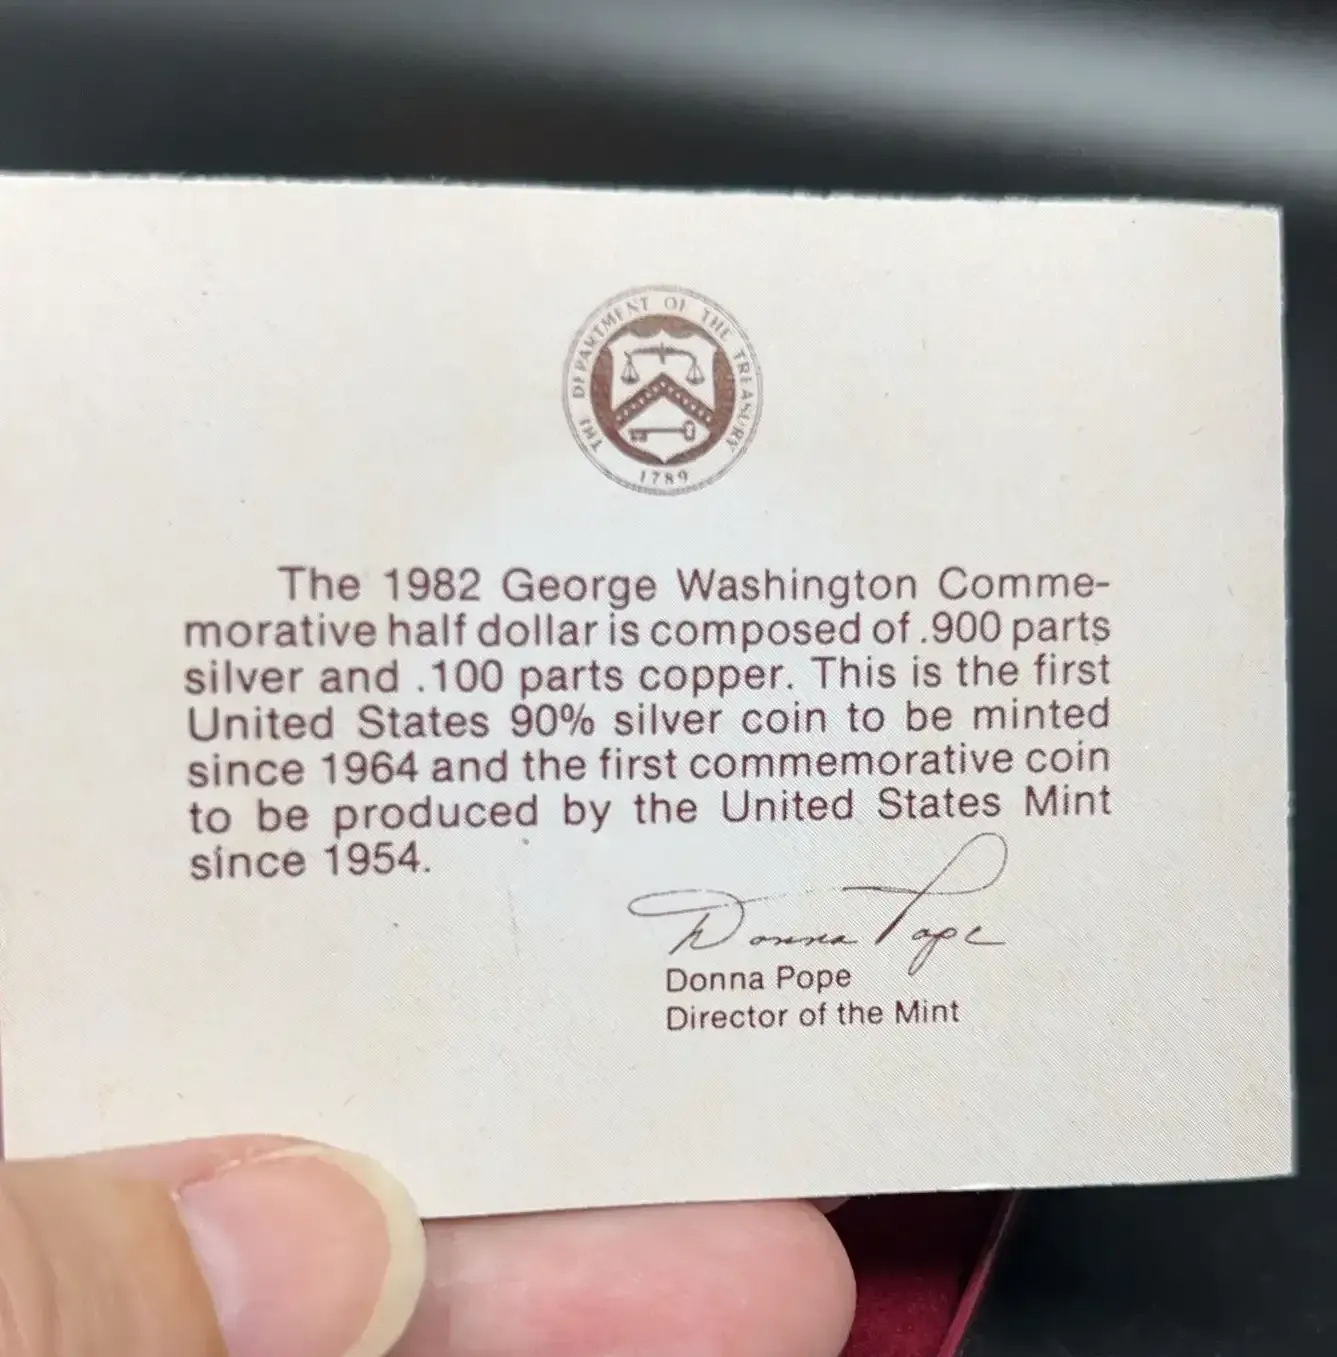 THE DEPARTMENT OF THE TREASURY
1789
The 1982 George Washington Comme-
morative half dollar is composed of .900 parts
silver and .100 parts copper. This is the first
United States 90% silver coin to be minted
since 1964 and the first commemorative coin
to be produced by the United States Mint
since 1954.
Donna Pope
Donna Pope
Director of the Mint